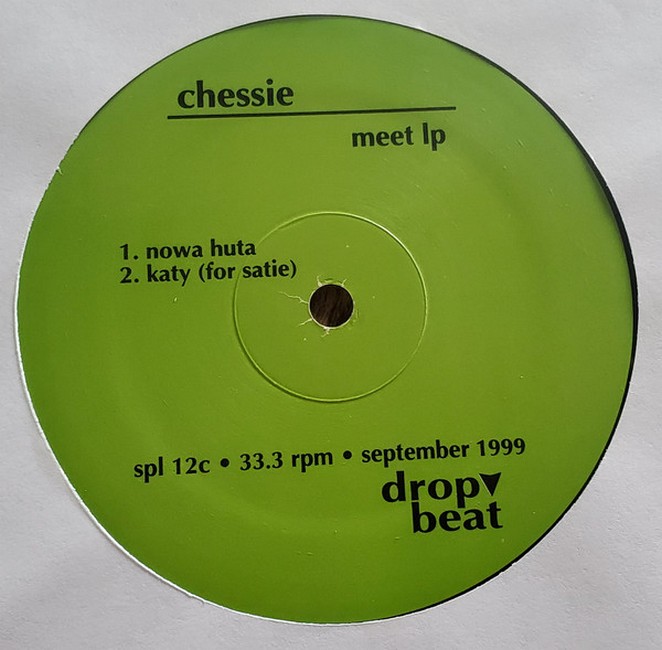 chessie
meet lp
1. nowa huta
2. katy (for satie)
spl 12c • 33.3 rpm • september 1999
drop
beat